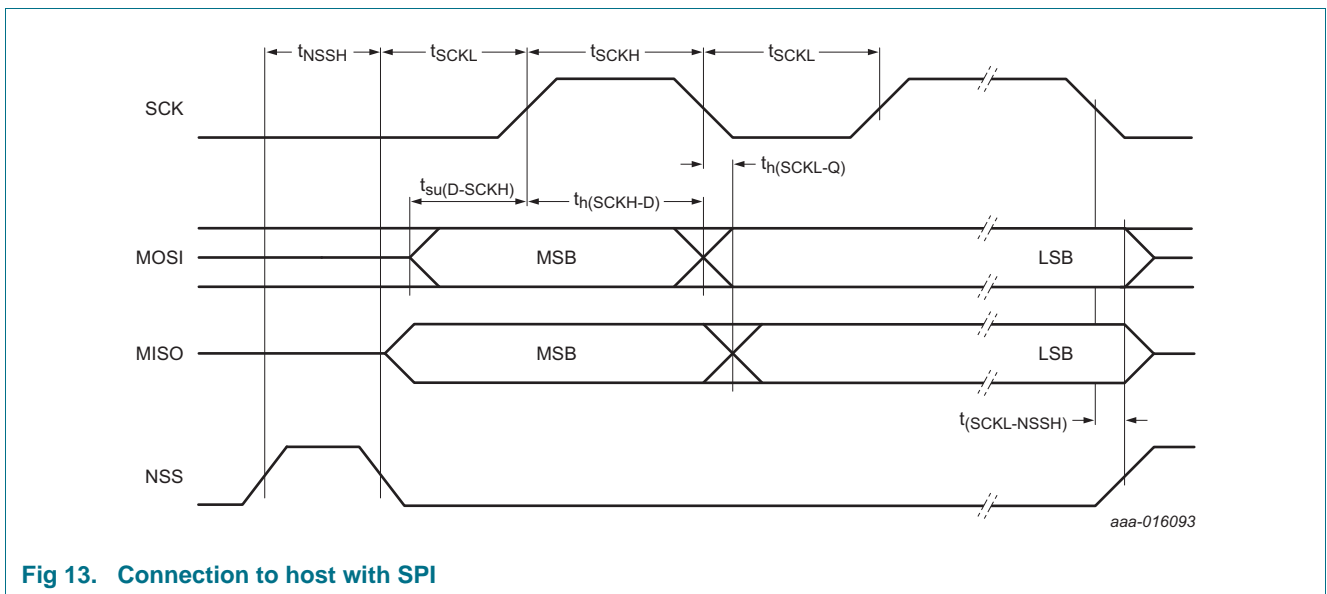 tNSSH tSCKL tSCKH tSCKL
SCK
th(SCKL-Q)
tsu(D-SCKH)
th(SCKH-D)
MOSI MSB LSB
MISO MSB LSB
t(SCKL-NSSH)
NSS
aaa-016093
Fig 13. Connection to host with SPI